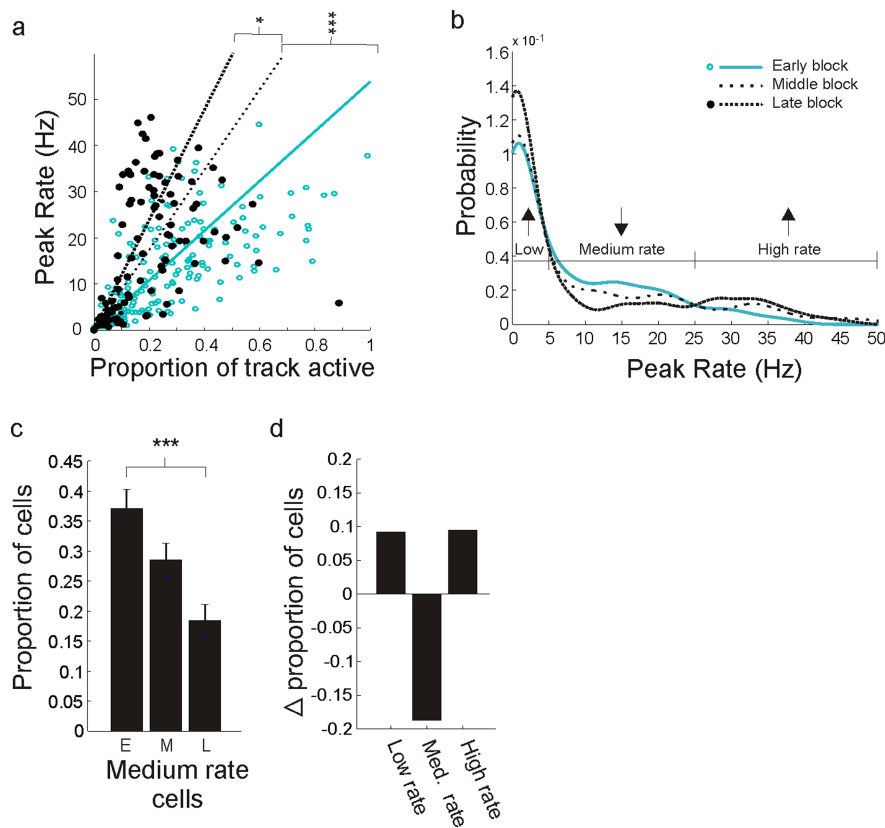 a
*
***
Peak Rate (Hz)
50
40
30
20
10
0
0 0.2 0.4 0.6 0.8 1
Proportion of track active
b
x 10⁻¹
Probability
1.6
1.4
1.2
1
0.8
0.6
0.4
0.2
0
Early block
Middle block
Late block
Low
Medium rate
High rate
0 5 10 15 20 25 30 35 40 45 50
Peak Rate (Hz)
c
***
Proportion of cells
0.45
0.4
0.35
0.3
0.25
0.2
0.15
0.1
0.05
0
E M L
Medium rate
cells
d
Δ proportion of cells
0.2
0.15
0.1
0.05
0
-0.05
-0.1
-0.15
-0.2
Low rate
Med. rate
High rate